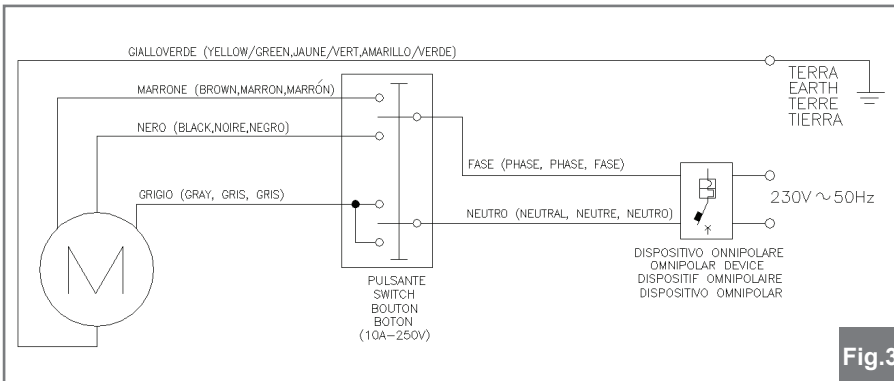 GIALLOVERDE (YELLOW/GREEN,JAUNE/VERT,AMARILLO/VERDE)
TERRA
EARTH
TERRE
TIERRA
MARRONE (BROWN,MARRON,MARRÓN)
NERO (BLACK,NOIRE,NEGRO)
FASE (PHASE, PHASE, FASE)
GRIGIO (GRAY, GRIS, GRIS)
230V ~ 50Hz
NEUTRO (NEUTRAL, NEUTRE, NEUTRO)
M
DISPOSITIVO ONNIPOLARE
OMNIPOLAR DEVICE
DISPOSITIF OMNIPOLAIRE
DISPOSITIVO OMNIPOLAR
PULSANTE
SWITCH
BOUTON
BOTON
(10A-250V)
Fig.3